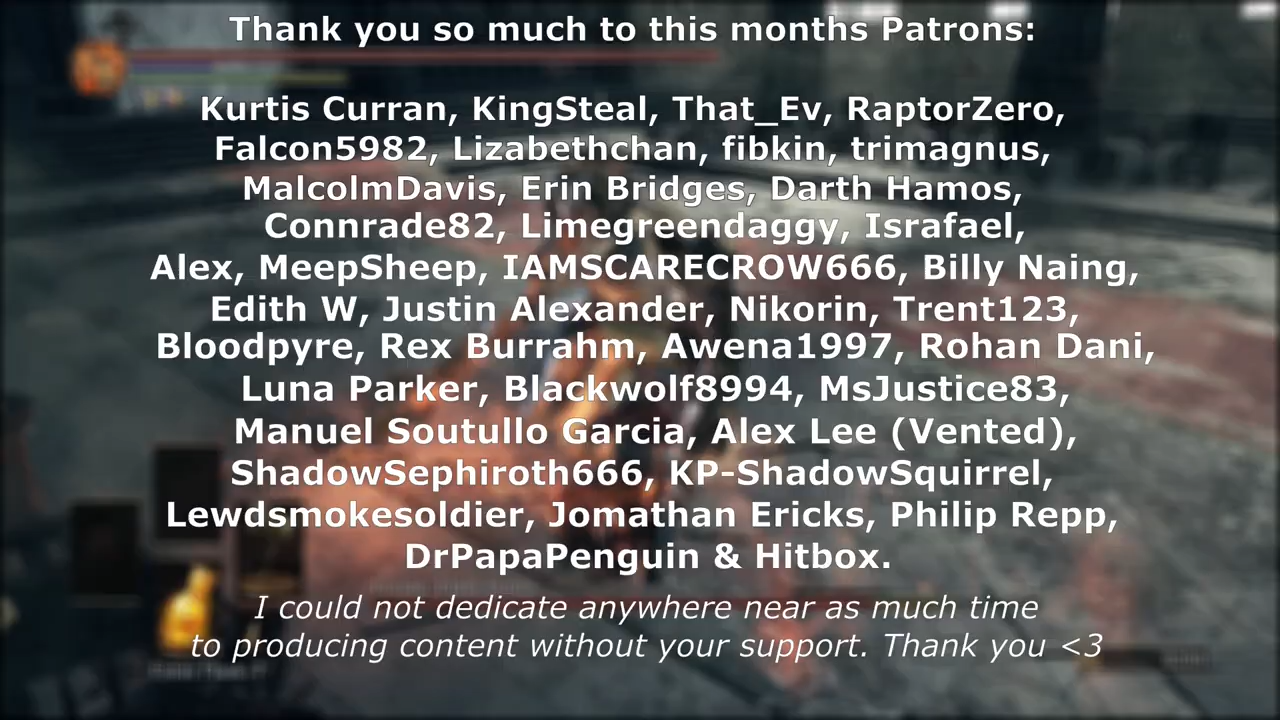 Thank you so much to this months Patrons:
Kurtis Curran, KingSteal, That_Ev, RaptorZero,
Falcon5982, Lizabethchan, fibkin, trimagnus,
MalcolmDavis, Erin Bridges, Darth Hamos,
Connrade82, Limegreendaggy, Israfael,
Alex, MeepSheep, IAMSCARECROW666, Billy Naing,
Edith W, Justin Alexander, Nikorin, Trent123,
Bloodpyre, Rex Burrahm, Awena1997, Rohan Dani,
Luna Parker, Blackwolf8994, MsJustice83,
Manuel Soutullo Garcia, Alex Lee (Vented),
ShadowSephiroth666, KP-ShadowSquirrel,
Lewdsmokesoldier, Jomathan Ericks, Philip Repp,
DrPapaPenguin & Hitbox.
I could not dedicate anywhere near as much time
to producing content without your support. Thank you <3